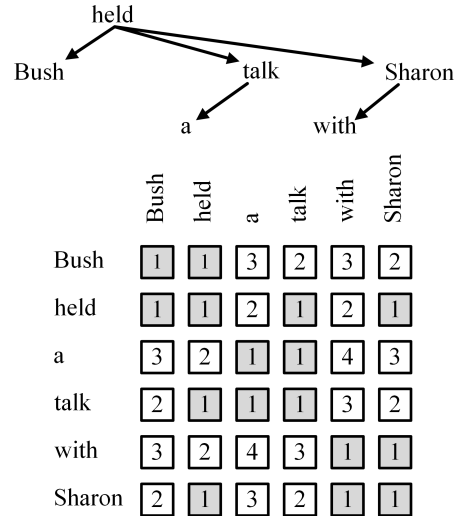 held
Bush talk Sharon
a with
Bush held a talk with Sharon
Bush 1 1 3 2 3 2
held 1 1 2 1 2 1
a 3 2 1 1 4 3
talk 2 1 1 1 3 2
with 3 2 4 3 1 1
Sharon 2 1 3 2 1 1